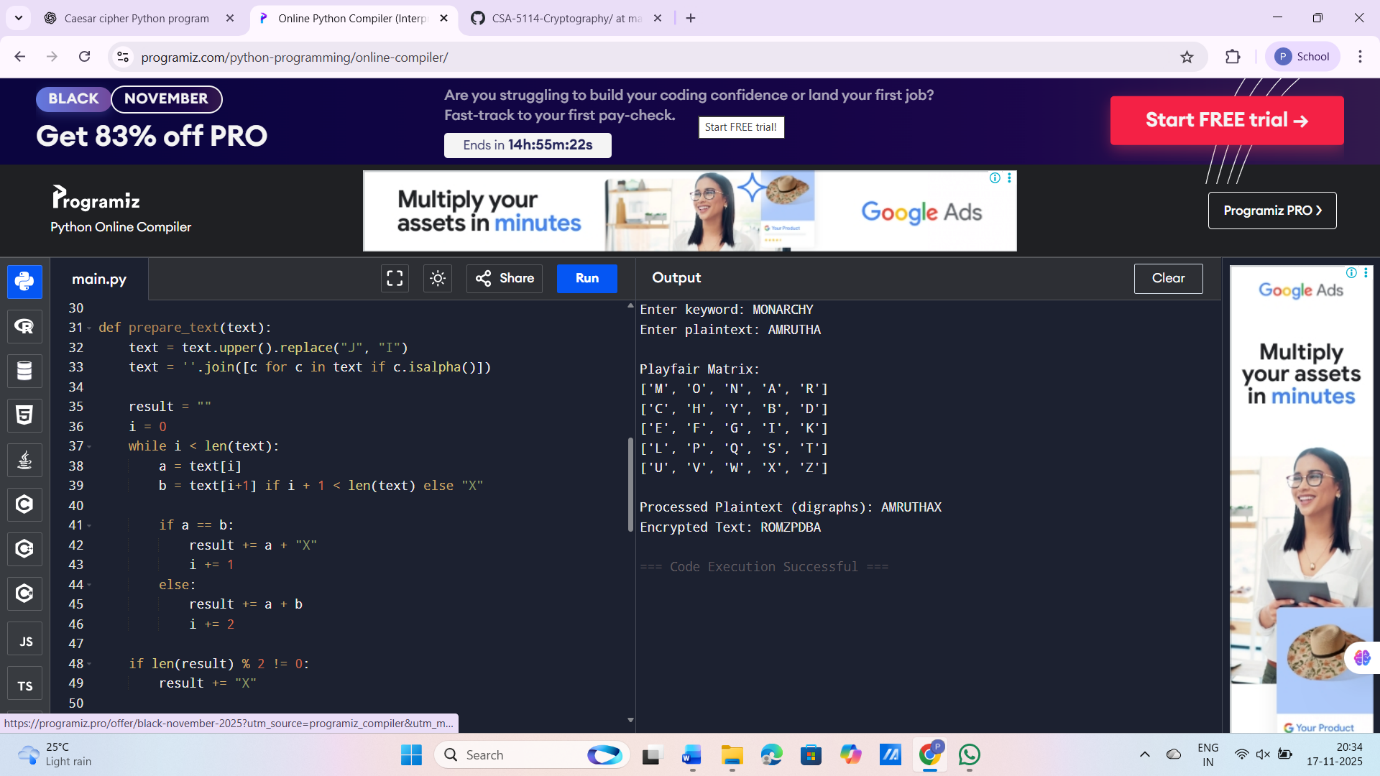 Caesar cipher Python program
Online Python Compiler (Interp
CSA-5114-Cryptography/ at ma
programiz.com/python-programming/online-compiler/
P School
BLACK NOVEMBER
Get 83% off PRO
Are you struggling to build your coding confidence or land your first job?
Fast-track to your first pay-check.
Ends in 14h:55m:22s
Start FREE trial!
Start FREE trial →
Programiz
Python Online Compiler
Multiply your
assets in minutes
Your Product
Google Ads
Programiz PRO >
main.py
Share
Run
Output
Clear
30
31 def prepare_text(text):
32 text = text.upper().replace("J", "I")
33 text = ''.join([c for c in text if c.isalpha()])
34
35 result = ""
36 i = 0
37 while i < len(text):
38 a = text[i]
39 b = text[i+1] if i + 1 < len(text) else "X"
40
41 if a == b:
42 result += a + "X"
43 i += 1
44 else:
45 result += a + b
46 i += 2
47
48 if len(result) % 2 != 0:
49 result += "X"
50
JS
TS
Enter keyword: MONARCHY
Enter plaintext: AMRUTHA
Playfair Matrix:
['M', 'O', 'N', 'A', 'R']
['C', 'H', 'Y', 'B', 'D']
['E', 'F', 'G', 'I', 'K']
['L', 'P', 'Q', 'S', 'T']
['U', 'V', 'W', 'X', 'Z']
Processed Plaintext (digraphs): AMRUTHAX
Encrypted Text: ROMZPDBA
=== Code Execution Successful ===
Google Ads
Multiply
your assets
in minutes
Your Product
https://programiz.pro/offer/black-november-2025?utm_source=programiz_compiler&utm_m...
25°C
Light rain
Search
P
ENG
IN
20:34
17-11-2025